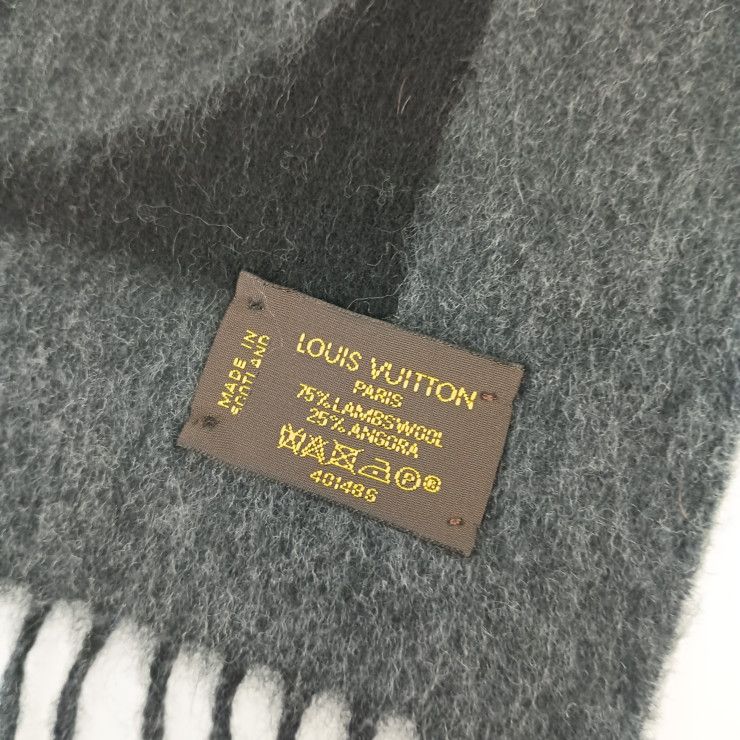 MADE IN
SCOTLAND
LOUIS VUITTON
PARIS
75% LAMBSWOOL
25% ANGORA
P ®
401486